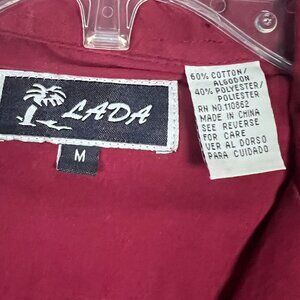 LADA
M
60% COTTON/
ALGODON
40% POLYESTER/
POLIESTER
RN NO.110862
MADE IN CHINA
SEE REVERSE
FOR CARE
VER AL DORSO
PARA CUIDADO